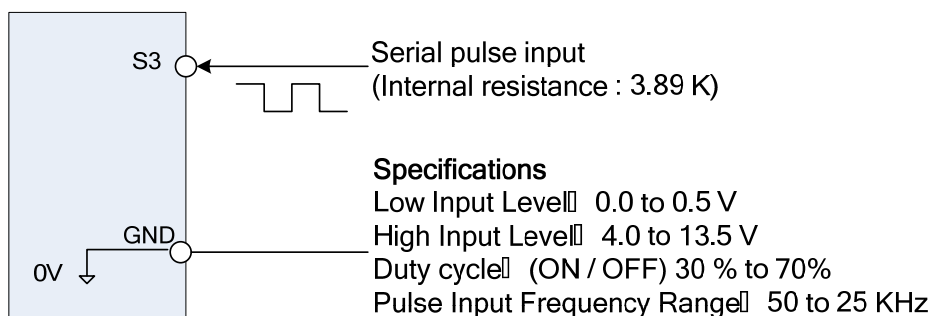 S3
Serial pulse input
(Internal resistance : 3.89 K)
Specifications
Low Input Level▯ 0.0 to 0.5 V
GND
High Input Level▯ 4.0 to 13.5 V
0V
Duty cycle▯ (ON / OFF) 30 % to 70%
Pulse Input Frequency Range▯ 50 to 25 KHz